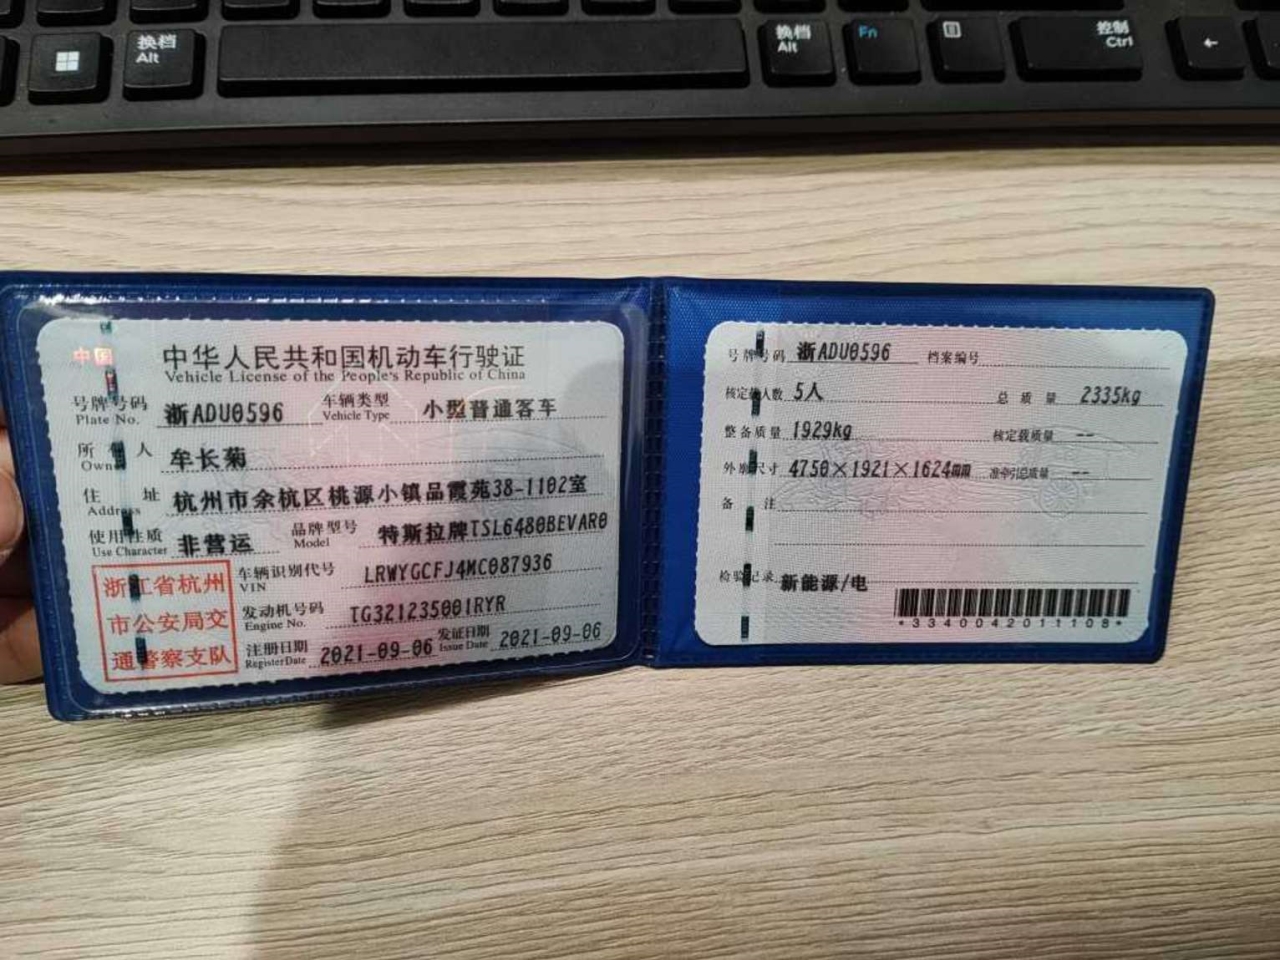 换档
Alt
换档
Alt
Fn
控制
Ctrl
中国
中华人民共和国机动车行驶证
Vehicle License of the People's Republic of China
号牌号码 浙ADU0596 车辆类型 小型普通客车
Plate No. Vehicle Type
所有人 牟长菊
Owner
住址 杭州市余杭区桃源小镇品霞苑38-1102室
Address
使用性质 非营运 品牌型号 特斯拉牌TSL6480BEVAR0
Use Character Model
浙江省杭州
市公安局交
通警察支队
车辆识别代号 LRWYGCFJ4MC087936
VIN
发动机号码 TG321235001RYR
Engine No.
注册日期 2021-09-06 发证日期 2021-09-06
Register Date Issue Date
号牌号码 浙ADU0596 档案编号
核定载人数 5人 总质量 2335kg
整备质量 1929kg 核定载质量 --
外廓尺寸 4750×1921×1624mm 准牵引总质量 --
备注
检验记录 新能源/电
*3340042011108*